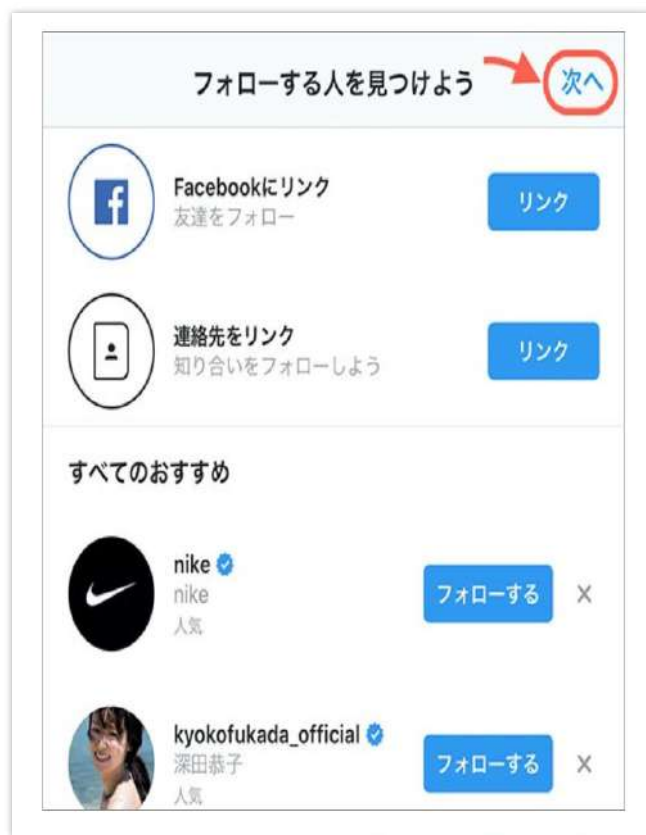 フォローする人を見つけよう 次へ
Facebookにリンク
友達をフォロー
リンク
連絡先をリンク
知り合いをフォローしよう
リンク
すべてのおすすめ
nike
nike
人気
フォローする
kyokofukada_official
深田恭子
人気
フォローする